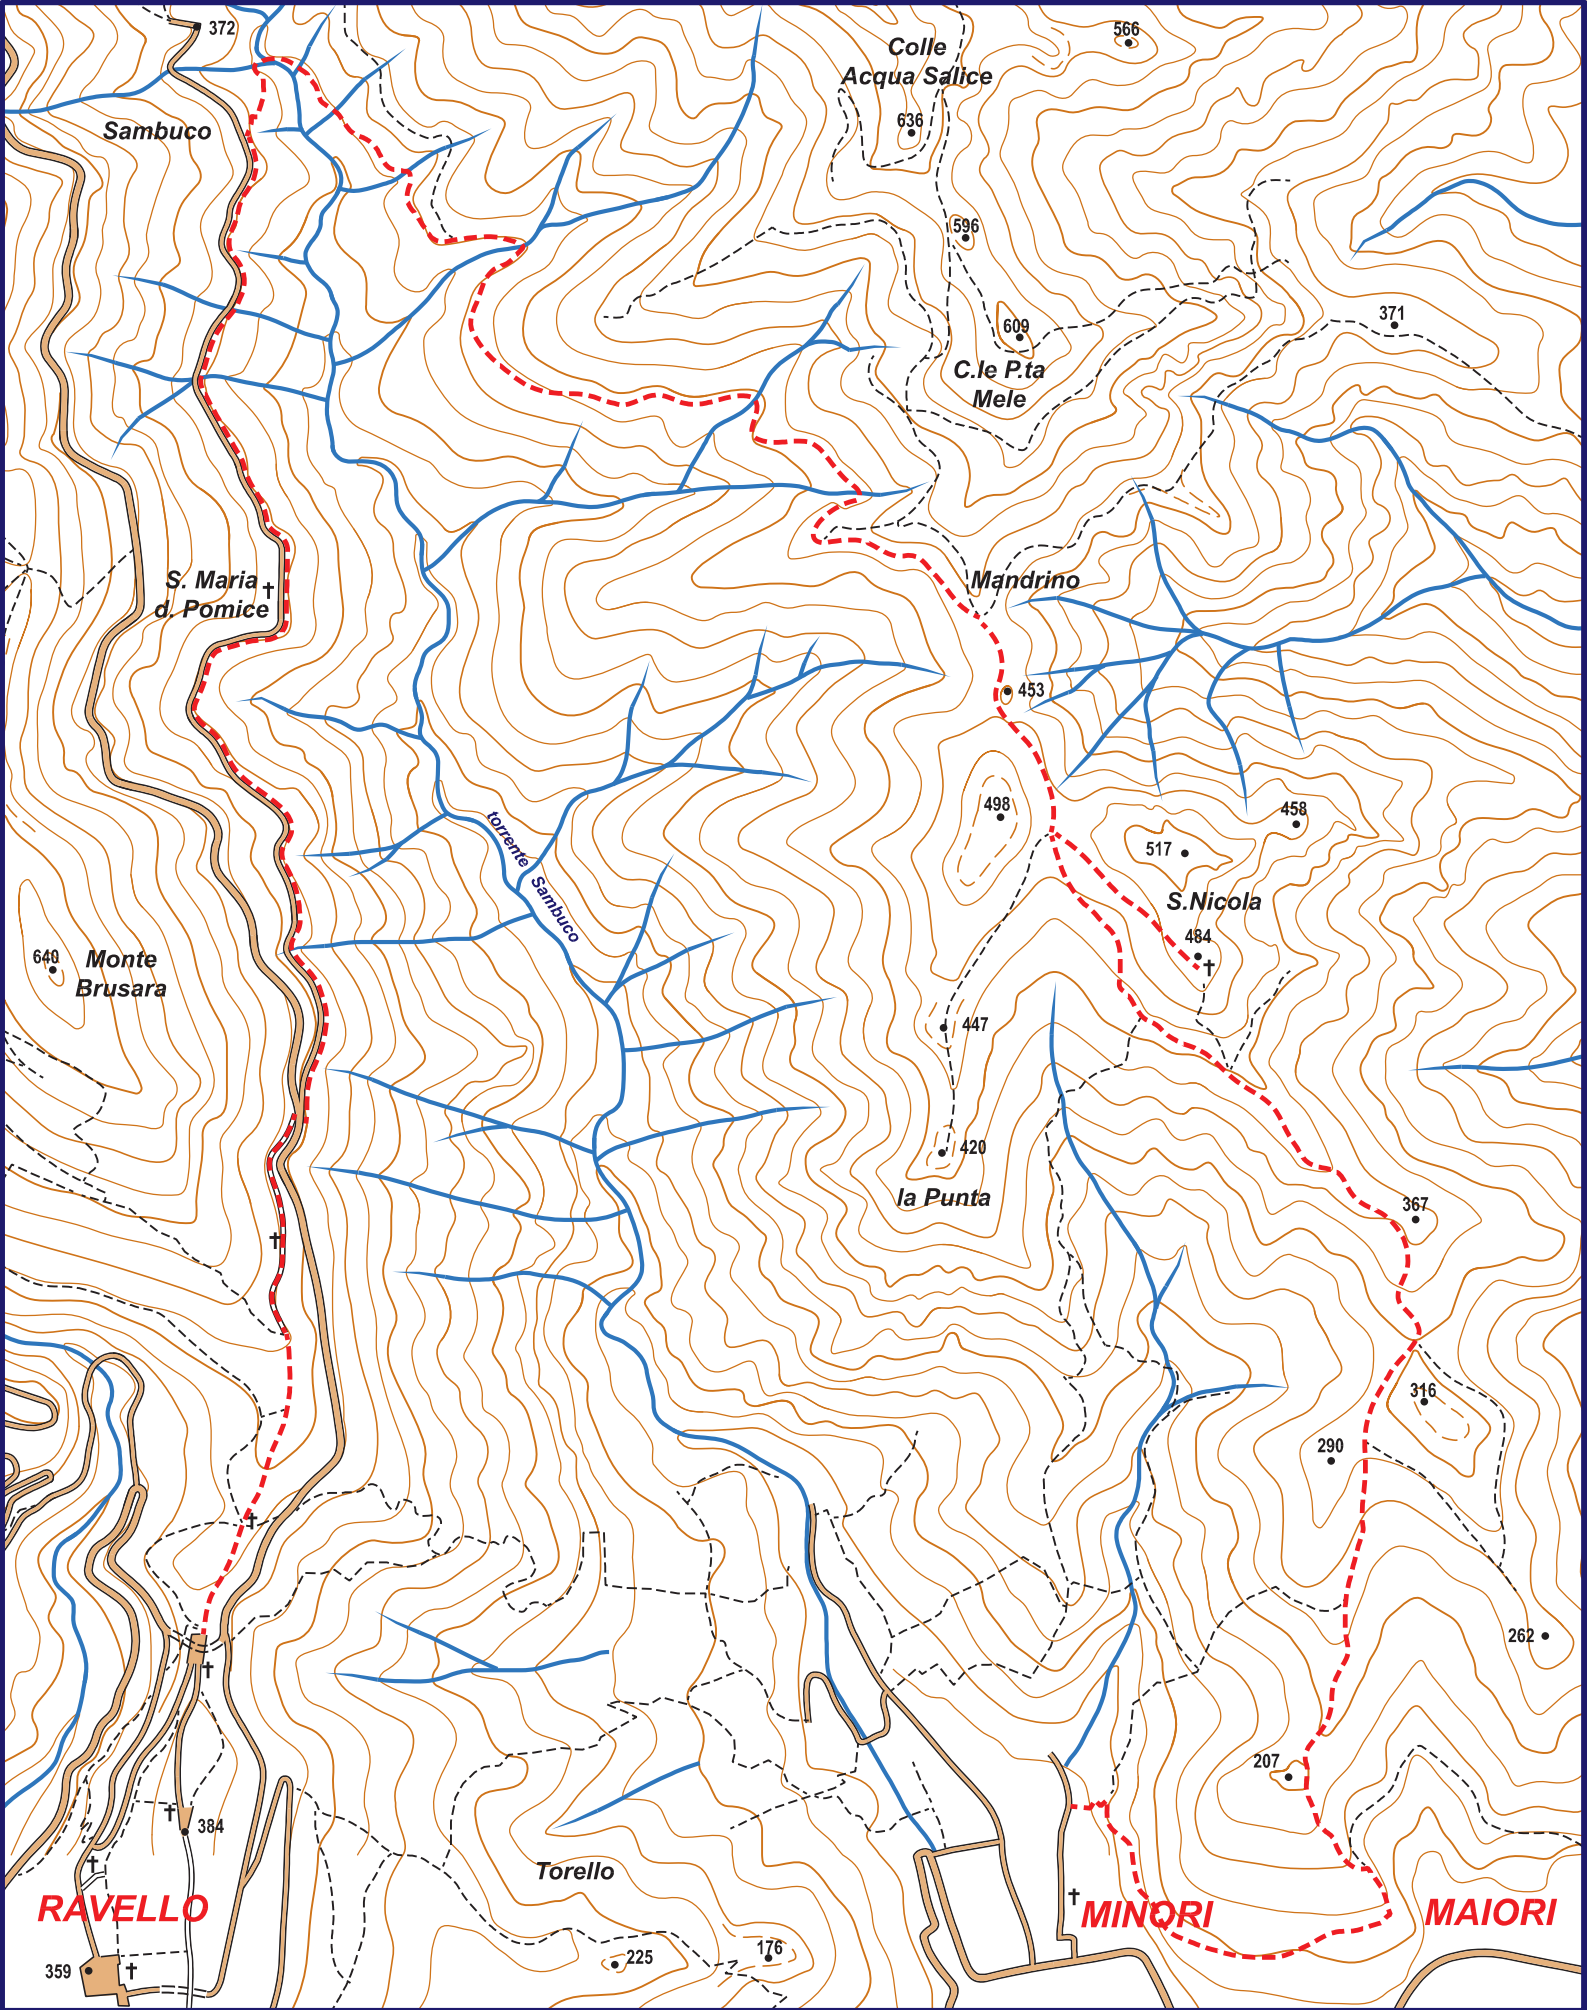 372
566
Colle
Acqua Salice
636
Sambuco
596
371
609
C.le P.ta
Mele
S. Maria
d. Pomice
Mandrino
453
498
458
517
torrente Sambuco
S.Nicola
484
640
Monte
Brusara
447
420
la Punta
367
316
290
262
207
384
Torello
RAVELLO
MINORI
MAIORI
359
225
176